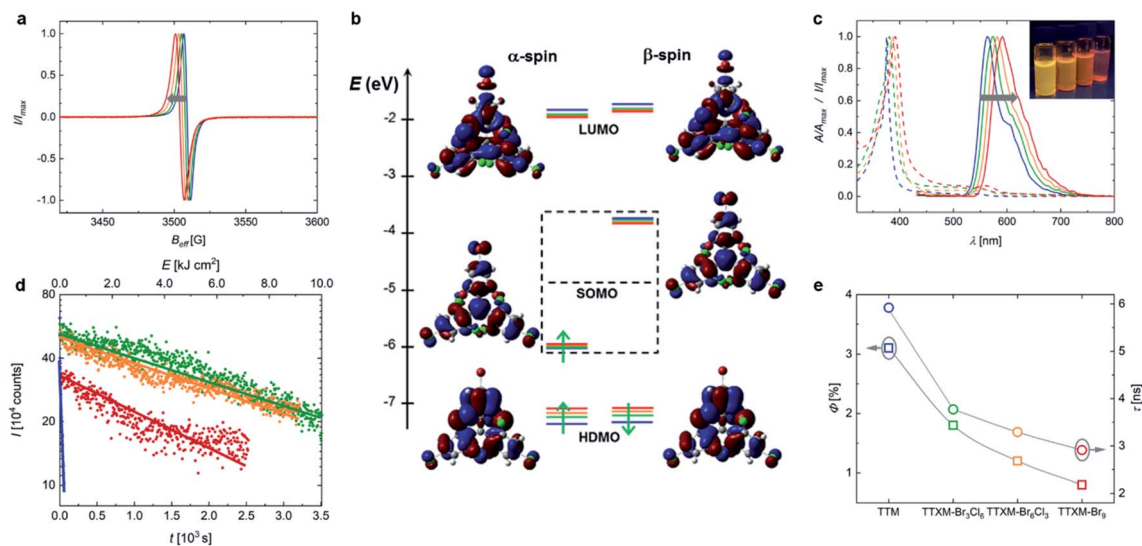 a
1.0
0.5
0.0
-0.5
-1.0
I/Imax
3450
3500
3550
3600
Beff [G]
b
α-spin
β-spin
E (eV)
-2
-3
-4
-5
-6
-7
LUMO
SOMO
HDMO
c
1.0
0.8
0.6
0.4
0.2
0.0
A/Amax / I/Imax
400
500
600
700
800
λ [nm]
d
E [kJ cm²]
0.0
2.0
4.0
6.0
8.0
10.0
80
40
20
10
I [10⁴ counts]
0.0
0.5
1.0
1.5
2.0
2.5
3.0
3.5
t [10³ s]
e
4%
3%
2%
1%
Φ [%]
6
5
4
3
2
τ [ns]
TTM
TTXM-Br₃Cl₆
TTXM-Br₆Cl₃
TTXM-Br₉